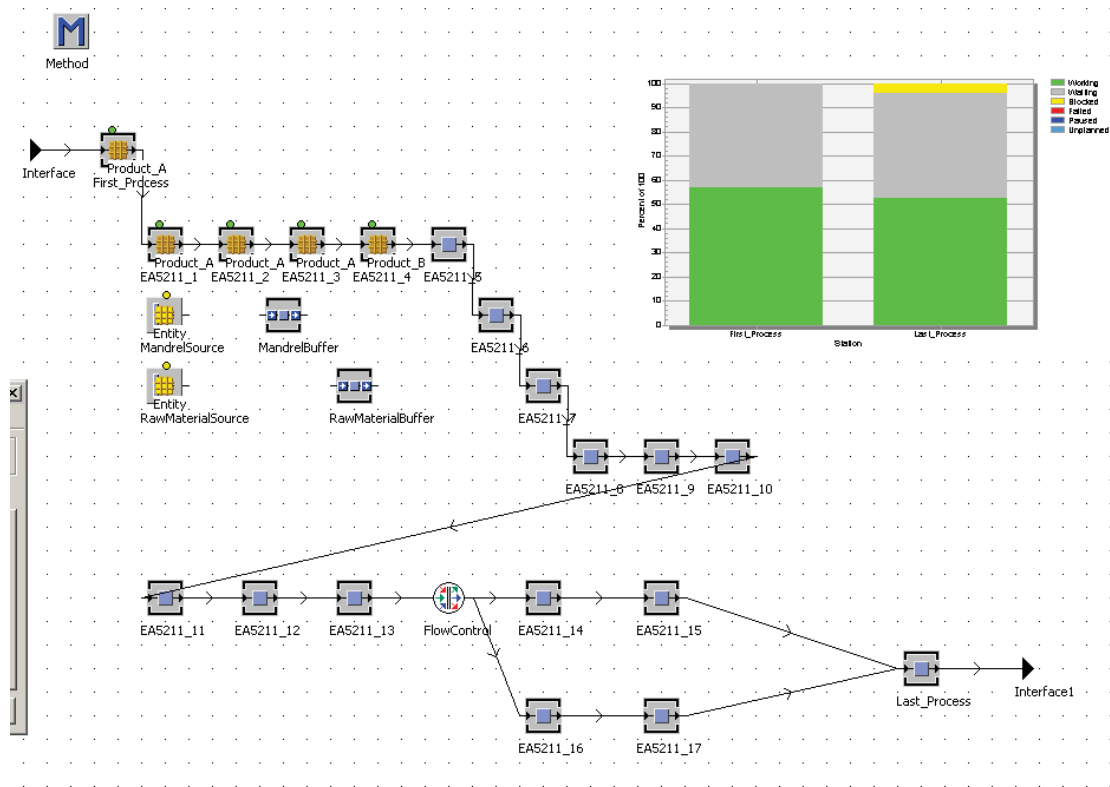 M
Method
Interface
Product_A
First_Process
Product_A
EA5211_1
Product_A
EA5211_2
Product_A
EA5211_3
Product_B
EA5211_4
EA5211_5
Entity
MandrelSource
MandrelBuffer
EA5211_6
Entity
RawMaterialSource
RawMaterialBuffer
EA5211_7
EA5211_8
EA5211_9
EA5211_10
EA5211_11
EA5211_12
EA5211_13
FlowControl
EA5211_14
EA5211_15
EA5211_16
EA5211_17
Last_Process
Interface1
Percent of 100
100
90
80
70
60
50
40
30
20
10
0
First_Process
Last_Process
Station
Working
Waiting
Blocked
Failed
Paused
Unplanned